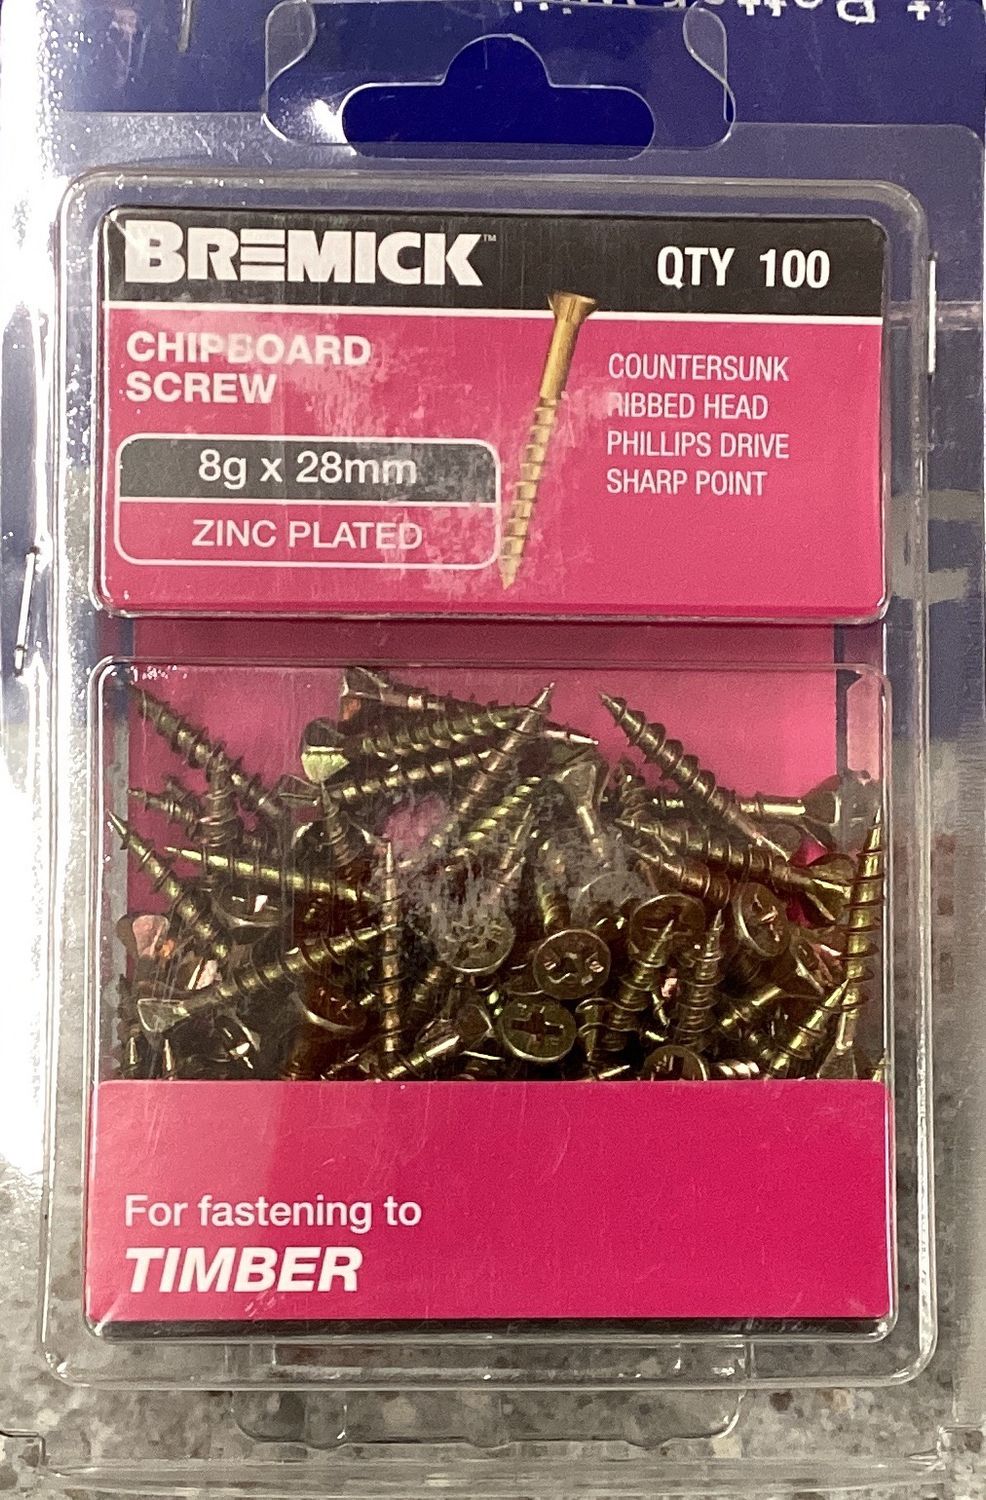 BREMICK™
QTY 100
CHIPBOARD
SCREW
8g x 28mm
ZINC PLATED
COUNTERSUNK
RIBBED HEAD
PHILLIPS DRIVE
SHARP POINT
For fastening to
TIMBER